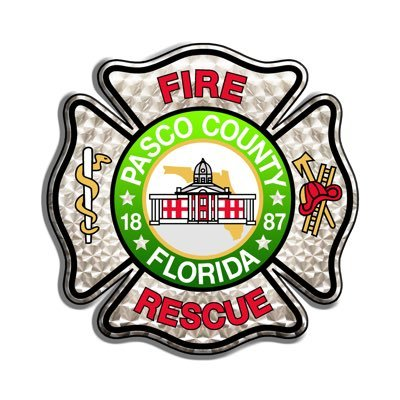 FIRE
PASCO COUNTY
18 87
FLORIDA
RESCUE